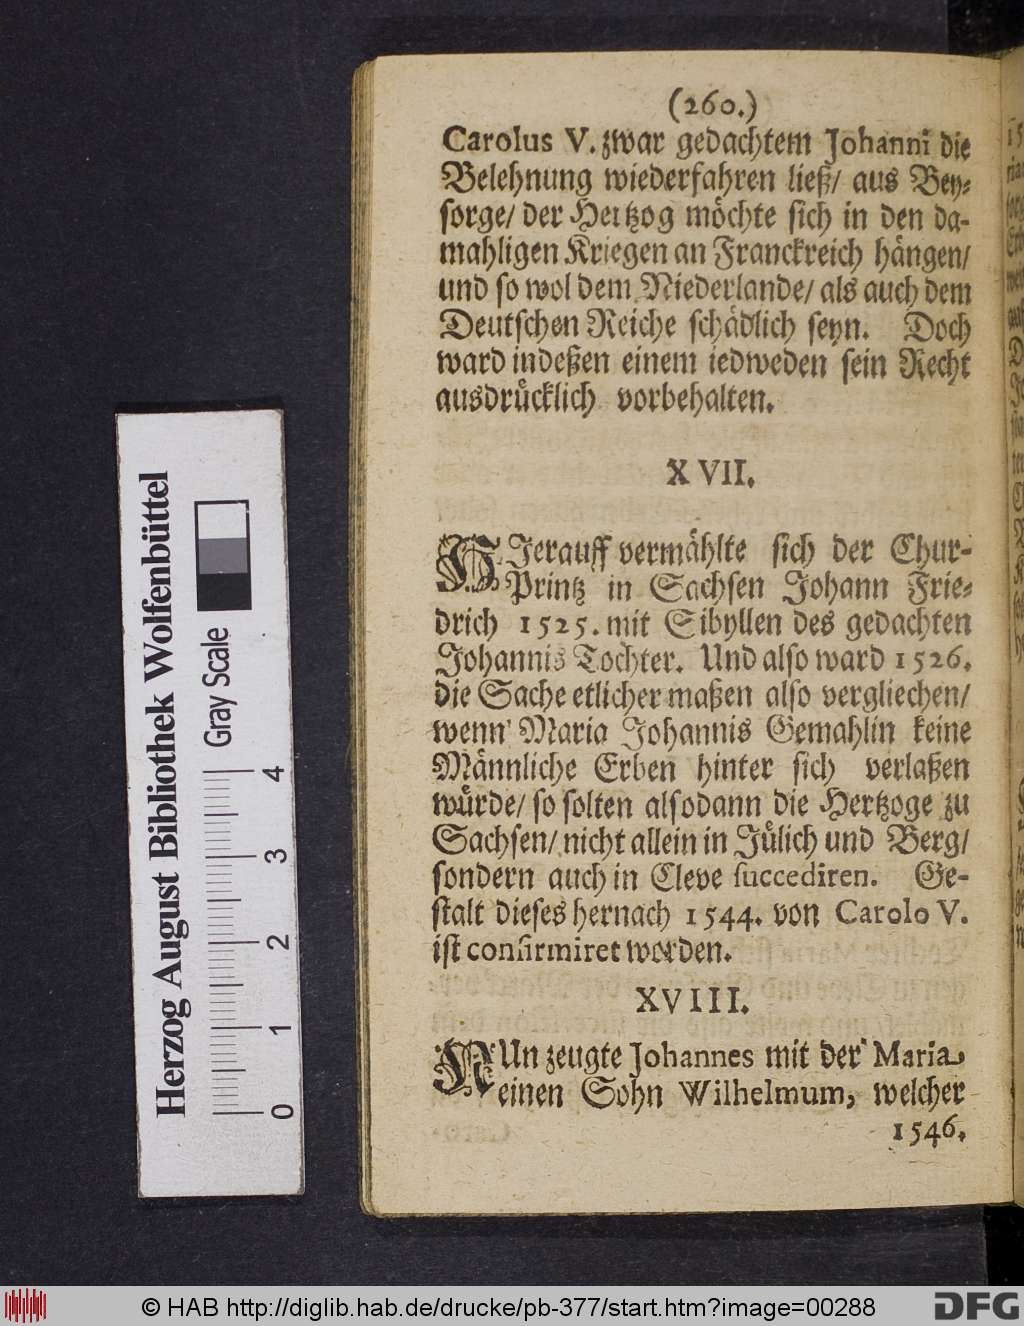 (260.)
Carolus V. zwar gedachtem Johanni die
Belehnung wiederfahren ließ/ aus Bey-
sorge/ der Hertzog möchte sich in den da-
mahligen Kriegen an Franckreich hängen/
und so wol dem Niederlande/ als auch dem
Deutschen Reiche schädlich seyn. Doch
ward indeßen einem iedweden sein Recht
ausdrücklich vorbehalten.
XVII.
HIerauff vermählte sich der Chur-
Printz in Sachsen Johann Frie-
drich 1525. mit Sibyllen des gedachten
Johannis Tochter. Und also ward 1526.
die Sache etlicher maßen also vergliechen/
wenn Maria Johannis Gemahlin keine
Männliche Erben hinter sich verlaßen
würde/ so solten alsodann die Hertzoge zu
Sachsen/ nicht allein in Jülich und Berg/
sondern auch in Cleve succediren. Ge-
stalt dieses hernach 1544. von Carolo V.
ist confirmiret worden.
XVIII.
NUn zeugte Johannes mit der Maria
einen Sohn Wilhelmum, welcher
1546.
Herzog August Bibliothek Wolfenbüttel
Gray Scale
0 1 2 3 4
© HAB http://diglib.hab.de/drucke/pb-377/start.htm?image=00288
DFG